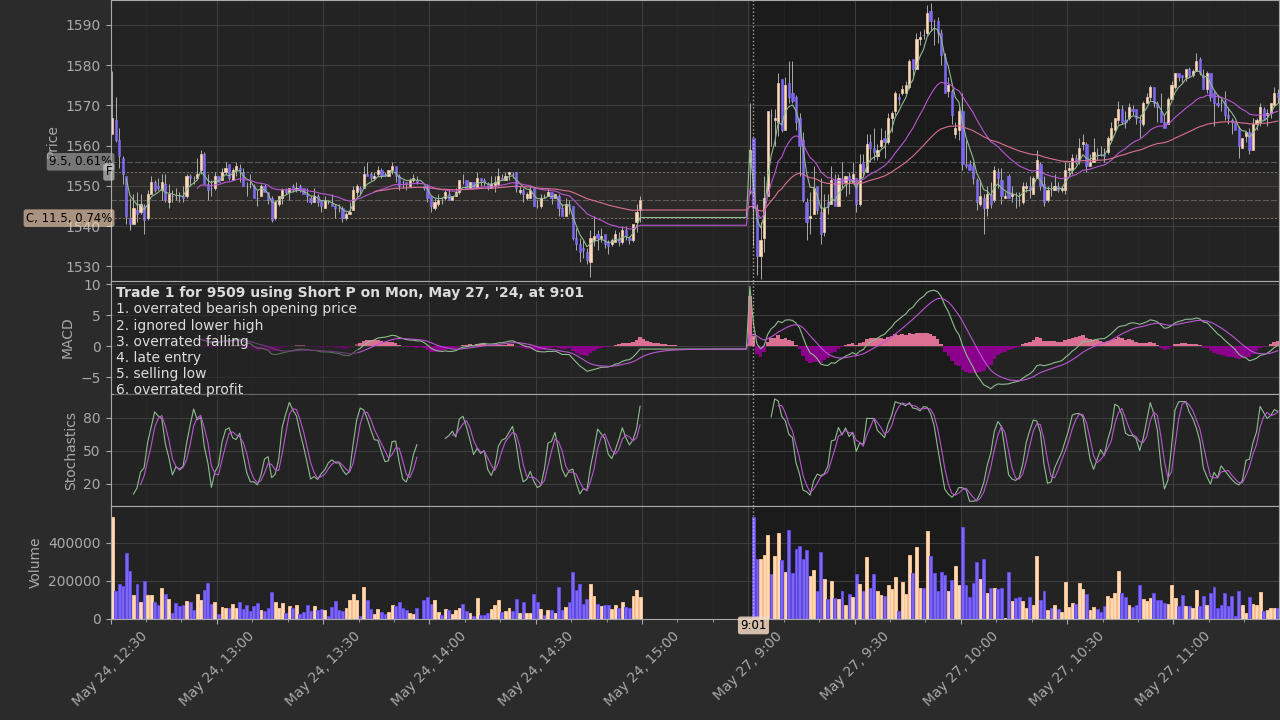 1590
1580
1570
1560
1550
1540
1530
Price
9.5, 0.61%
F
C, 11.5, 0.74%
10
5
0
−5
MACD
Trade 1 for 9509 using Short P on Mon, May 27, '24, at 9:01
1. overrated bearish opening price
2. ignored lower high
3. overrated falling
4. late entry
5. selling low
6. overrated profit
80
50
20
Stochastics
400000
200000
0
Volume
9:01
May 24, 12:30
May 24, 13:00
May 24, 13:30
May 24, 14:00
May 24, 14:30
May 24, 15:00
May 27, 9:00
May 27, 9:30
May 27, 10:00
May 27, 10:30
May 27, 11:00